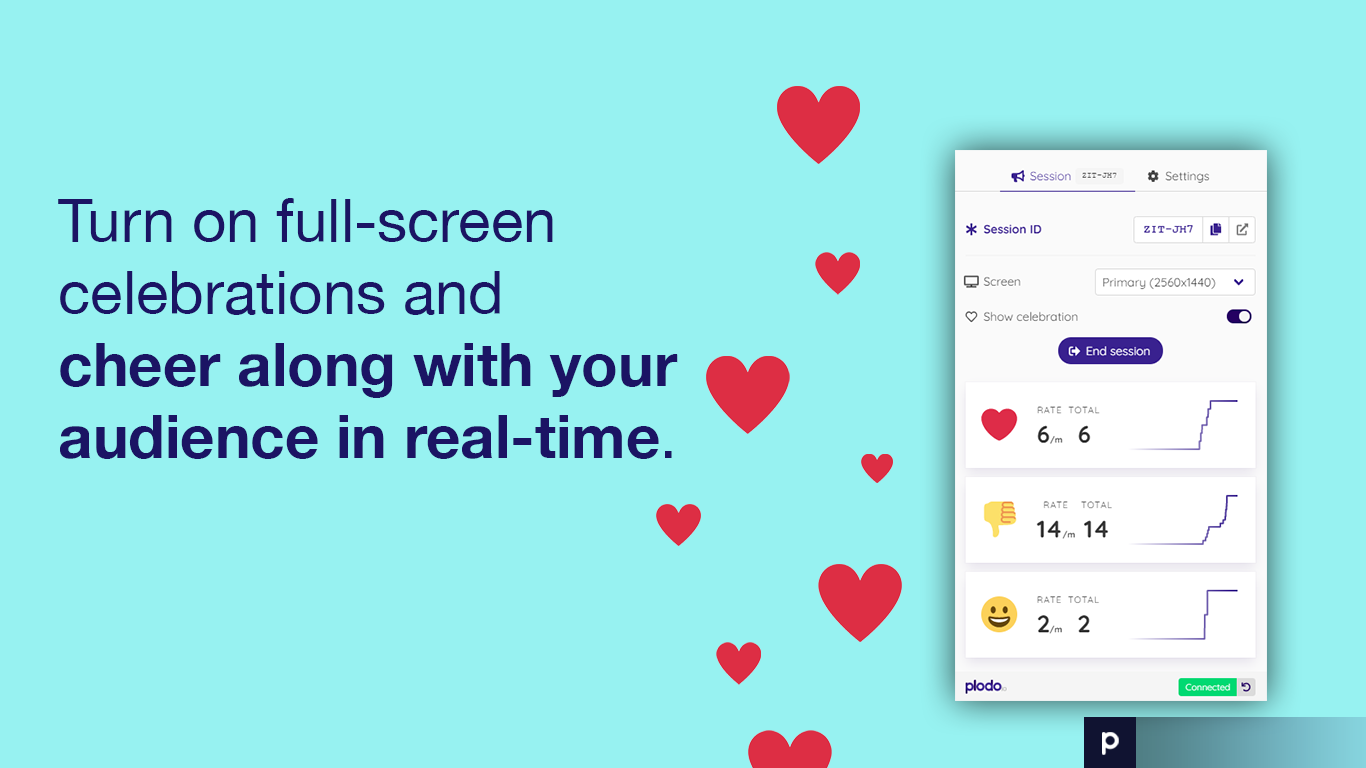 Turn on full-screen
celebrations and
cheer along with your
audience in real-time.
Session ZIT-JH7 Settings
Session ID ZIT-JH7
Screen Primary (2560x1440)
Show celebration
End session
RATE TOTAL
6/m 6
RATE TOTAL
14/m 14
RATE TOTAL
2/m 2
plodo Connected
p